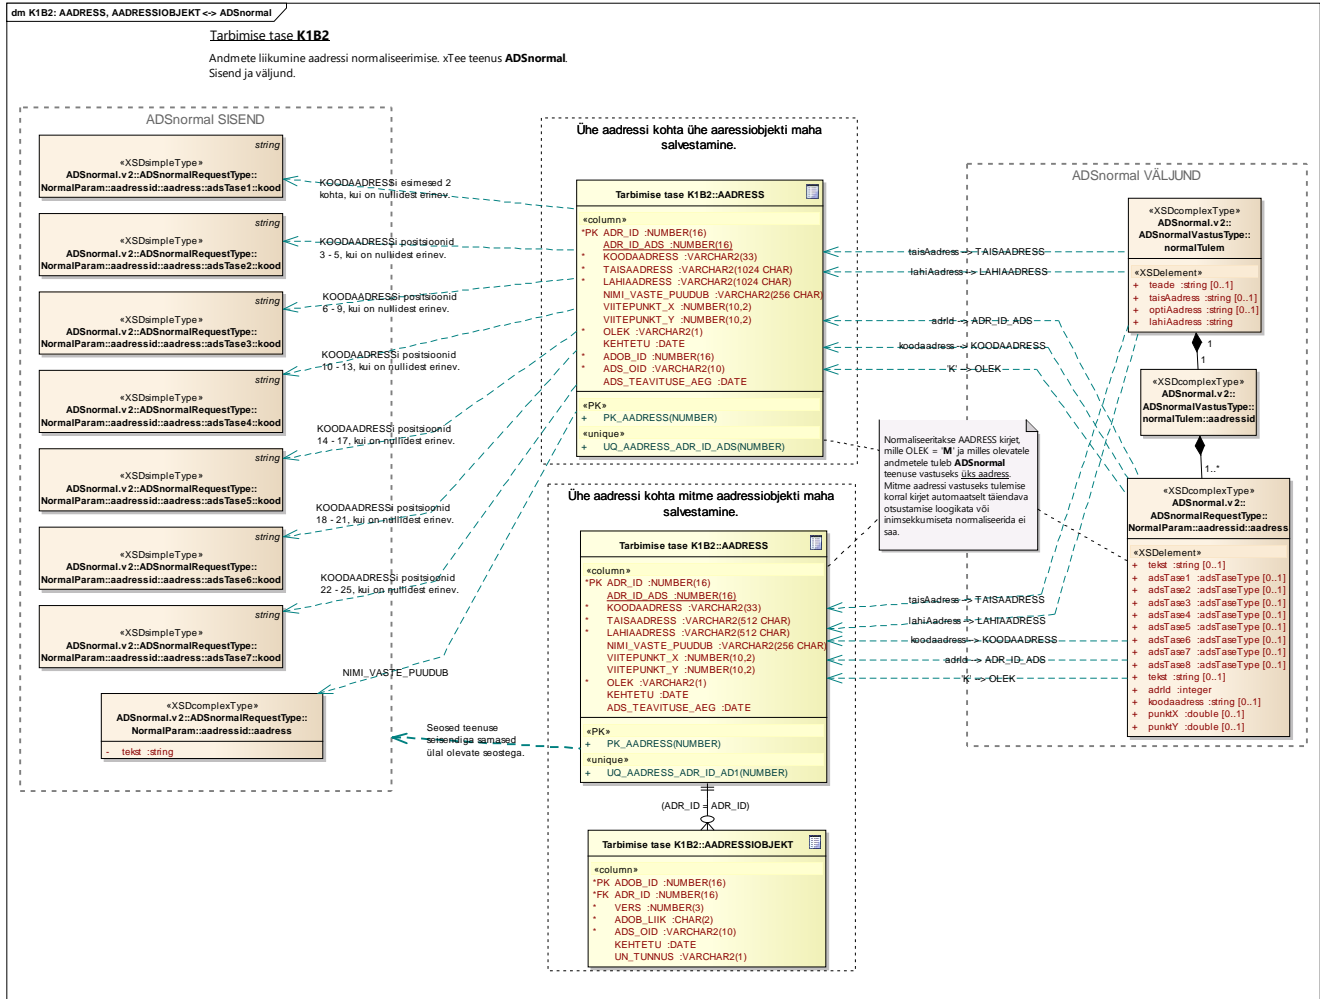 dm K1B2: AADRESS, AADRESSIOBJEKT <-> ADSnormal
Tarbimise tase K1B2
Andmete liikumine aadressi normaliseerimise. xTee teenus ADSnormal.
Sisend ja väljund.
ADSnormal SISEND
string
«XSDsimpleType»
ADSnormal.v2::ADSnormalRequestType::
NormalParam::aadressid::aadress::adsTase1::kood
string
«XSDsimpleType»
ADSnormal.v2::ADSnormalRequestType::
NormalParam::aadressid::aadress::adsTase2::kood
string
«XSDsimpleType»
ADSnormal.v2::ADSnormalRequestType::
NormalParam::aadressid::aadress::adsTase3::kood
string
«XSDsimpleType»
ADSnormal.v2::ADSnormalRequestType::
NormalParam::aadressid::aadress::adsTase4::kood
string
«XSDsimpleType»
ADSnormal.v2::ADSnormalRequestType::
NormalParam::aadressid::aadress::adsTase5::kood
string
«XSDsimpleType»
ADSnormal.v2::ADSnormalRequestType::
NormalParam::aadressid::aadress::adsTase6::kood
string
«XSDsimpleType»
ADSnormal.v2::ADSnormalRequestType::
NormalParam::aadressid::aadress::adsTase7::kood
«XSDcomplexType»
ADSnormal.v2::ADSnormalRequestType::
NormalParam::aadressid::aadress
- tekst :string
KOODAADRESSi esimesed 2
kohta, kui on nullidest erinev.
KOODAADRESSi positsioonid
3 - 5, kui on nullidest erinev.
KOODAADRESSi positsioonid
6 - 9, kui on nullidest erinev.
KOODAADRESSi positsioonid
10 - 13, kui on nullidest erinev.
KOODAADRESSi positsioonid
14 - 17, kui on nullidest erinev.
KOODAADRESSi positsioonid
18 - 21, kui on nullidest erinev.
KOODAADRESSi positsioonid
22 - 25, kui on nullidest erinev.
NIMI_VASTE_PUUDUB
Seosed teenuse
seisendiga samased
ülal olevate seostega.
Ühe aadressi kohta ühe aaressiobjekti maha
salvestamine.
Tarbimise tase K1B2::AADRESS
«column»
*PK ADR_ID :NUMBER(16)
ADR_ID_ADS :NUMBER(16)
* KOODAADRESS :VARCHAR2(33)
* TAISAADRESS :VARCHAR2(1024 CHAR)
* LAHIAADRESS :VARCHAR2(1024 CHAR)
NIMI_VASTE_PUUDUB :VARCHAR2(256 CHAR)
VIITEPUNKT_X :NUMBER(10,2)
VIITEPUNKT_Y :NUMBER(10,2)
* OLEK :VARCHAR2(1)
KEHTETU :DATE
* ADOB_ID :NUMBER(16)
* ADS_OID :VARCHAR2(10)
ADS_TEAVITUSE_AEG :DATE
«PK»
+ PK_AADRESS(NUMBER)
«unique»
+ UQ_AADRESS_ADR_ID_ADS(NUMBER)
Ühe aadressi kohta mitme aadressiobjekti maha
salvestamine.
Tarbimise tase K1B2::AADRESS
«column»
*PK ADR_ID :NUMBER(16)
ADR_ID_ADS :NUMBER(16)
* KOODAADRESS :VARCHAR2(33)
* TAISAADRESS :VARCHAR2(512 CHAR)
* LAHIAADRESS :VARCHAR2(512 CHAR)
NIMI_VASTE_PUUDUB :VARCHAR2(256 CHAR)
VIITEPUNKT_X :NUMBER(10,2)
VIITEPUNKT_Y :NUMBER(10,2)
* OLEK :VARCHAR2(1)
KEHTETU :DATE
ADS_TEAVITUSE_AEG :DATE
«PK»
+ PK_AADRESS(NUMBER)
«unique»
+ UQ_AADRESS_ADR_ID_AD1(NUMBER)
(ADR_ID = ADR_ID)
Tarbimise tase K1B2::AADRESSIOBJEKT
«column»
*PK ADOB_ID :NUMBER(16)
*FK ADR_ID :NUMBER(16)
* VERS :NUMBER(3)
* ADOB_LIIK :CHAR(2)
* ADS_OID :VARCHAR2(10)
KEHTETU :DATE
UN_TUNNUS :VARCHAR2(1)
taisAadress -> TAISAADRESS
lahiAadress -> LAHIAADRESS
adrId -> ADR_ID_ADS
koodaadress -> KOODAADRESS
'K' -> OLEK
Normaliseeritakse AADRESS kirjet,
mille OLEK = 'M' ja milles olevatele
andmetele tuleb ADSnormal
teenuse vastuseks üks aadress.
Mitme aadressi vastuseks tulemise
korral kirjet automaatselt täiendava
otsustamise loogikata või
inimsekkumiseta normaliseerida ei
saa.
taisAadress -> TAISAADRESS
lahiAadress -> LAHIAADRESS
koodaadress -> KOODAADRESS
adrId -> ADR_ID_ADS
'K' -> OLEK
ADSnormal VÄLJUND
«XSDcomplexType»
ADSnormal.v2::
ADSnormalVastusType::
normalTulem
«XSDelement»
+ teade :string [0..1]
+ taisAadress :string [0..1]
+ optiAadress :string [0..1]
+ lahiAadress :string
1
1
«XSDcomplexType»
ADSnormal.v2::
ADSnormalVastusType::
normalTulem::aadressid
1..*
«XSDcomplexType»
ADSnormal.v2::
ADSnormalRequestType::
NormalParam::aadressid::aadress
«XSDelement»
+ tekst :string [0..1]
+ adsTase1 :adsTaseType [0..1]
+ adsTase2 :adsTaseType [0..1]
+ adsTase3 :adsTaseType [0..1]
+ adsTase4 :adsTaseType [0..1]
+ adsTase5 :adsTaseType [0..1]
+ adsTase6 :adsTaseType [0..1]
+ adsTase7 :adsTaseType [0..1]
+ adsTase8 :adsTaseType [0..1]
+ tekst :string [0..1]
+ adrId :integer
+ koodaadress :string [0..1]
+ punktX :double [0..1]
+ punktY :double [0..1]